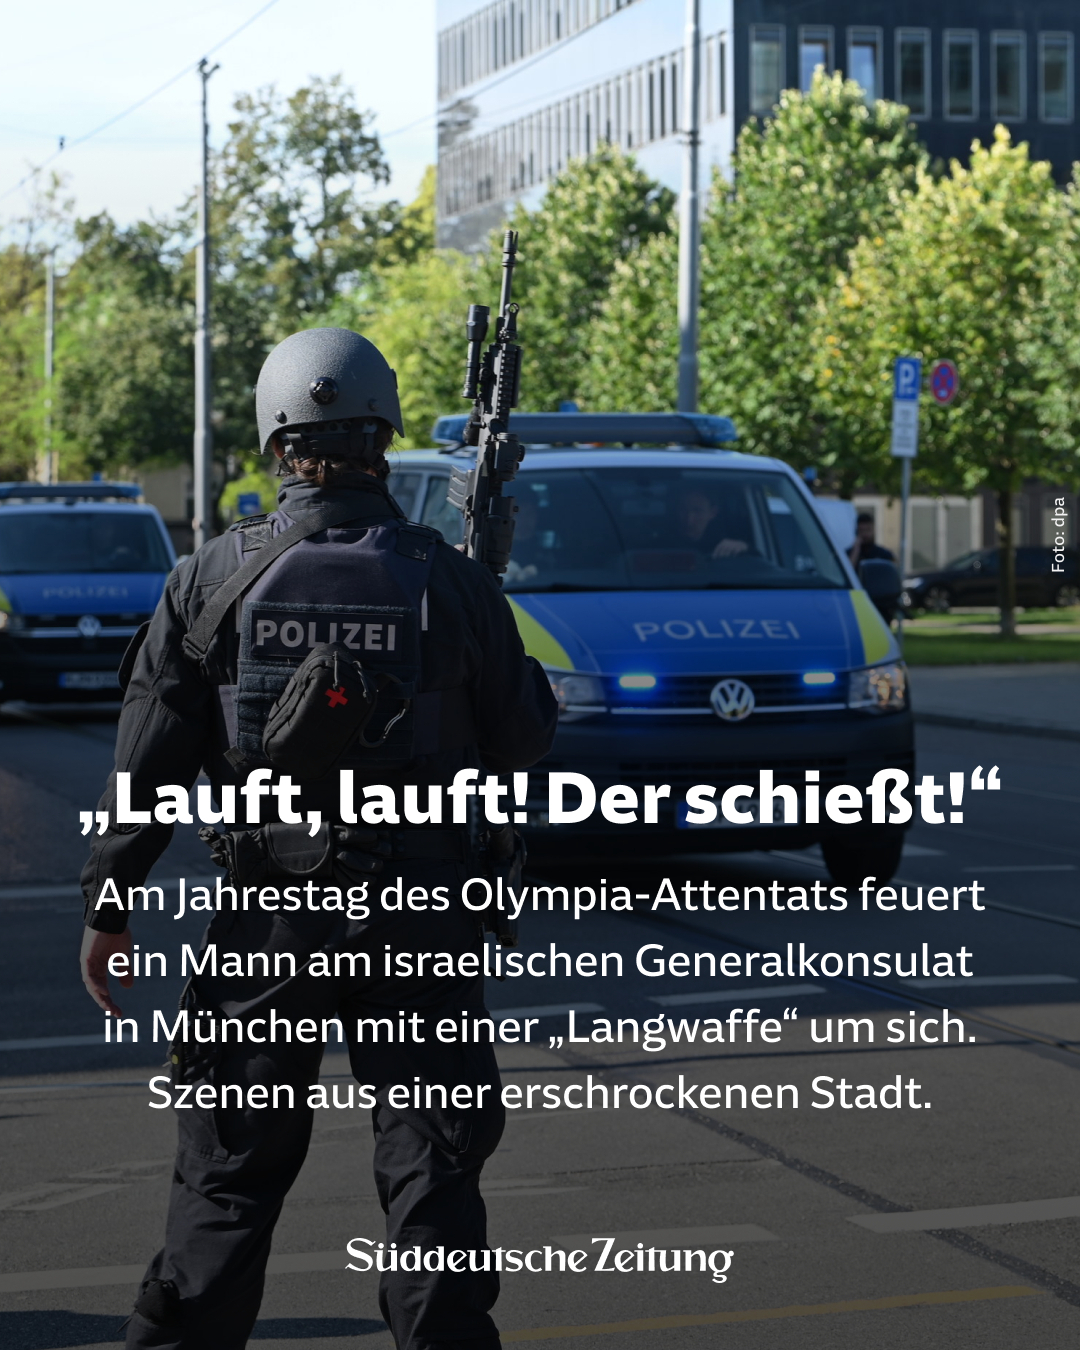 P
Foto: dpa
POLIZEI
POLIZEI
POLIZEI
„Lauft, lauft! Der schießt!“
Am Jahrestag des Olympia-Attentats feuert
ein Mann am israelischen Generalkonsulat
in München mit einer „Langwaffe“ um sich.
Szenen aus einer erschrockenen Stadt.
Süddeutsche Zeitung